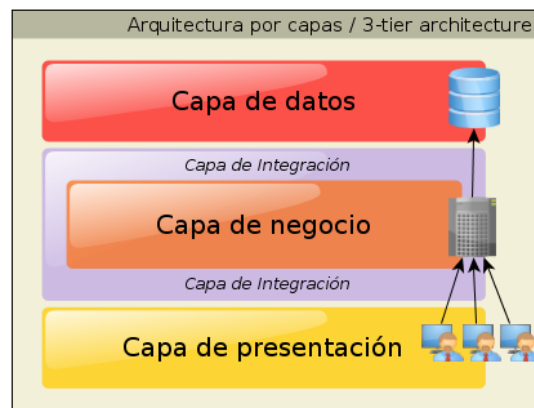 Arquitectura por capas / 3-tier architecture
Capa de datos
Capa de Integración
Capa de negocio
Capa de Integración
Capa de presentación